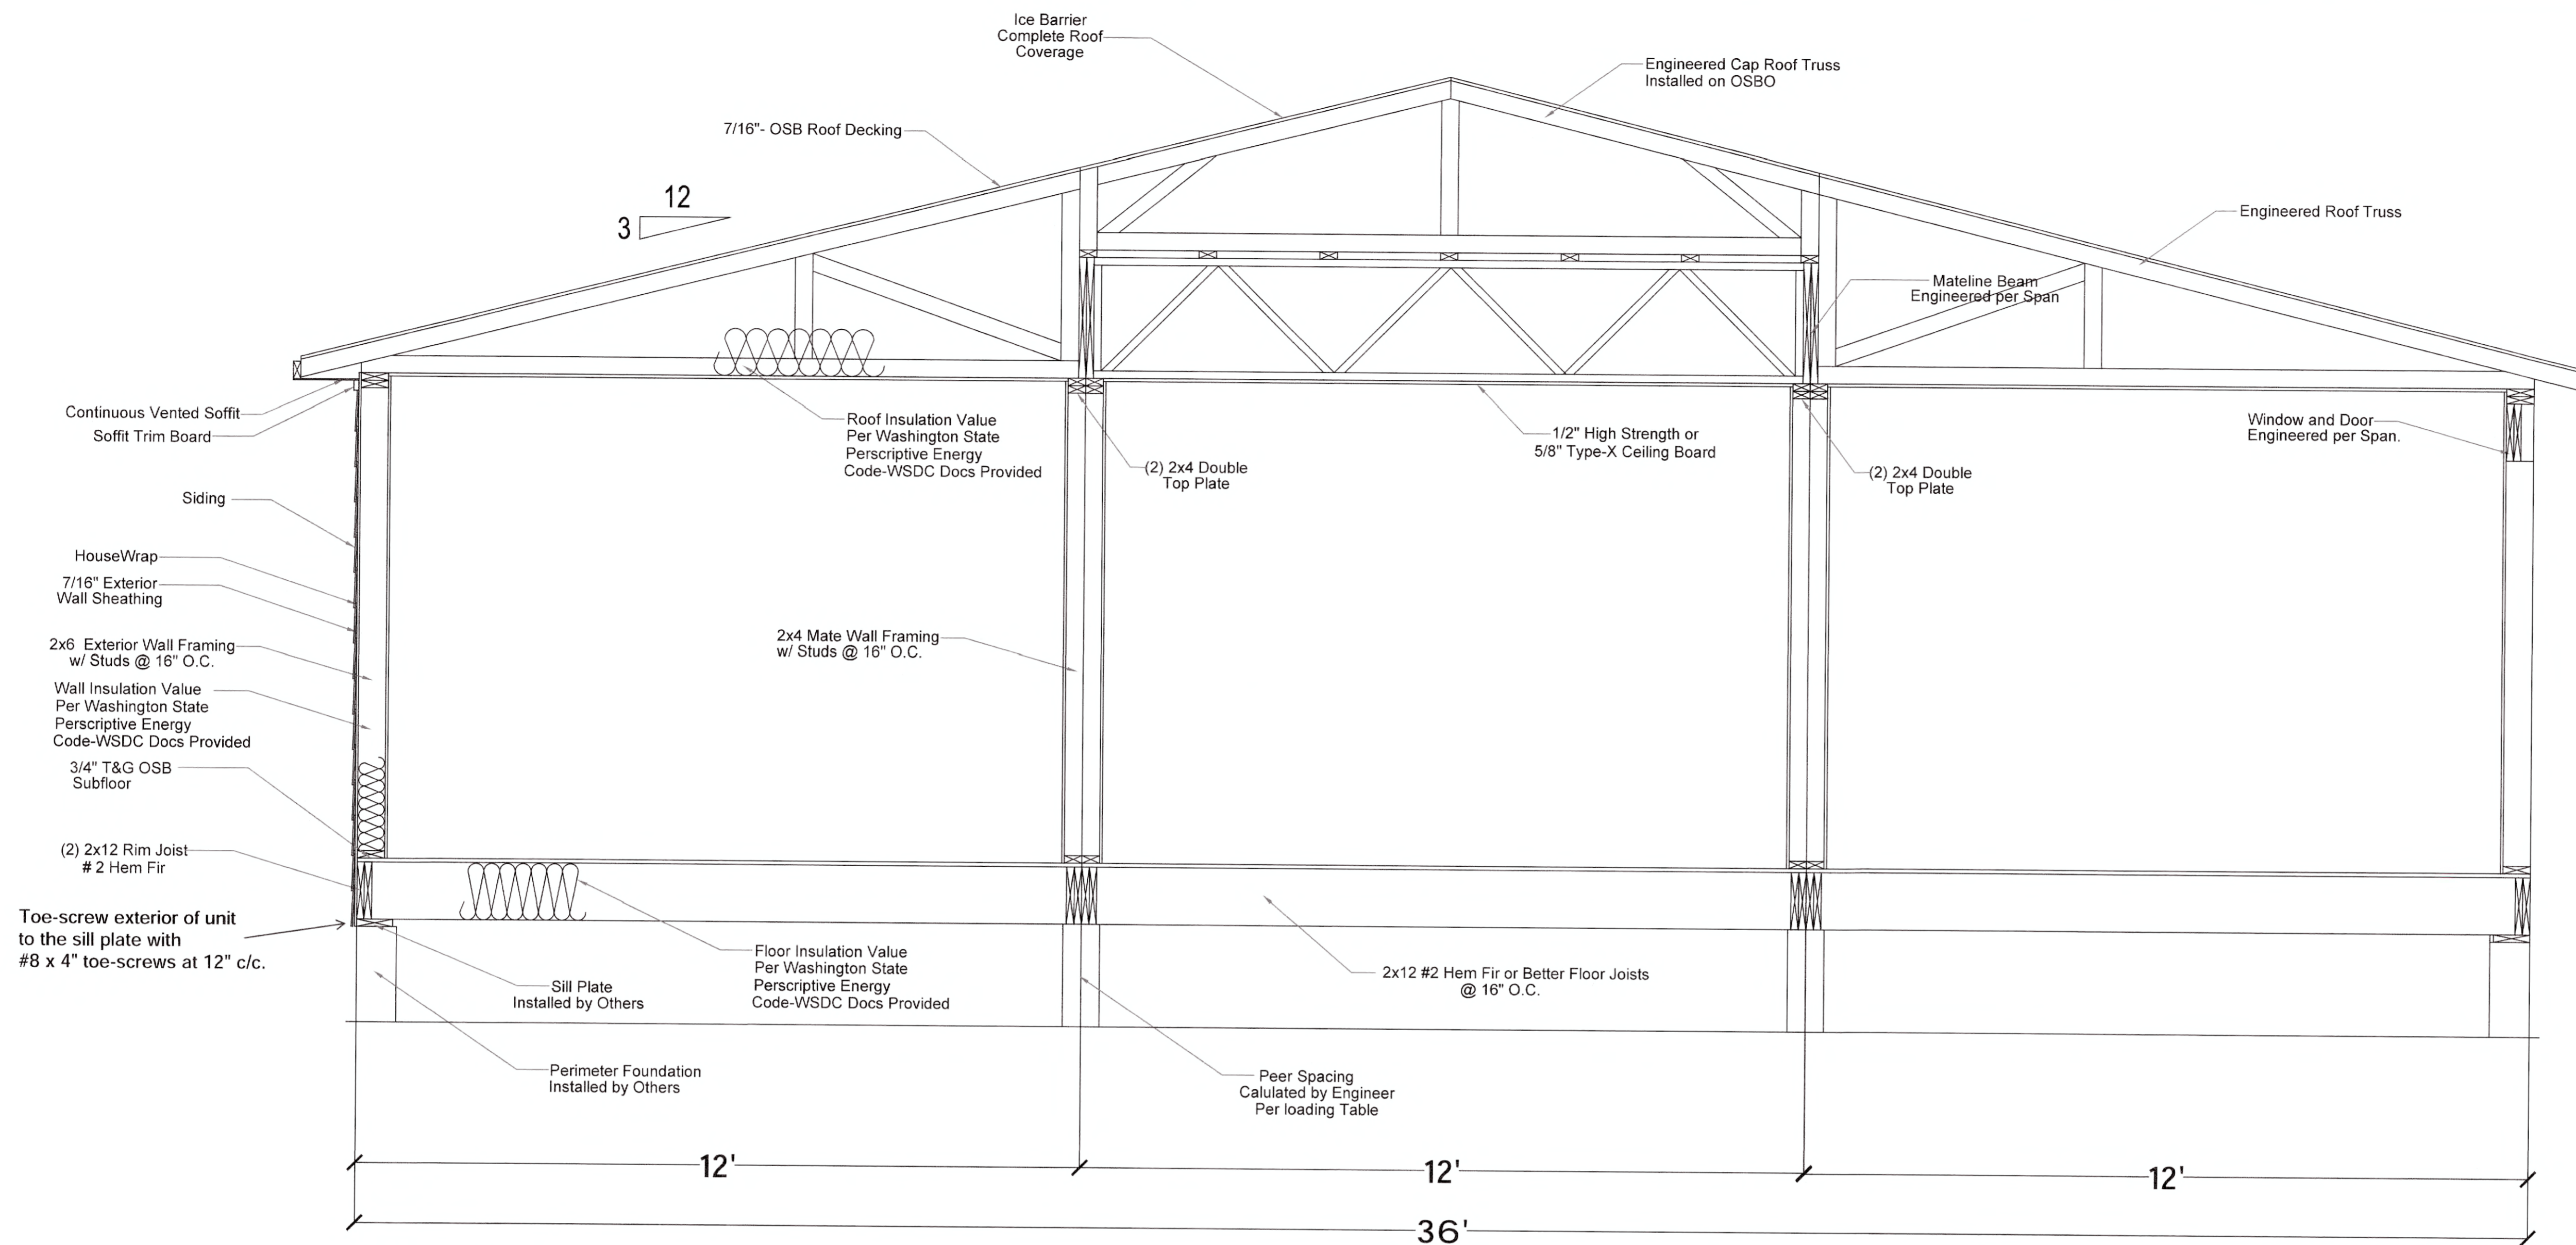 Ice Barrier
Complete Roof
Coverage
Engineered Cap Roof Truss
Installed on OSBO
7/16"- OSB Roof Decking
12
3
Engineered Roof Truss
Mateline Beam
Engineered per Span
Continuous Vented Soffit
Soffit Trim Board
Roof Insulation Value
Per Washington State
Perscriptive Energy
Code-WSDC Docs Provided
(2) 2x4 Double
Top Plate
1/2" High Strength or
5/8" Type-X Ceiling Board
(2) 2x4 Double
Top Plate
Window and Door
Engineered per Span.
Siding
HouseWrap
7/16" Exterior
Wall Sheathing
2x6 Exterior Wall Framing
w/ Studs @ 16" O.C.
2x4 Mate Wall Framing
w/ Studs @ 16" O.C.
Wall Insulation Value
Per Washington State
Perscriptive Energy
Code-WSDC Docs Provided
3/4" T&G OSB
Subfloor
(2) 2x12 Rim Joist
# 2 Hem Fir
Toe-screw exterior of unit
to the sill plate with
#8 x 4" toe-screws at 12" c/c.
Sill Plate
Installed by Others
Floor Insulation Value
Per Washington State
Perscriptive Energy
Code-WSDC Docs Provided
2x12 #2 Hem Fir or Better Floor Joists
@ 16" O.C.
Perimeter Foundation
Installed by Others
Peer Spacing
Calulated by Engineer
Per loading Table
12'
12'
12'
36'